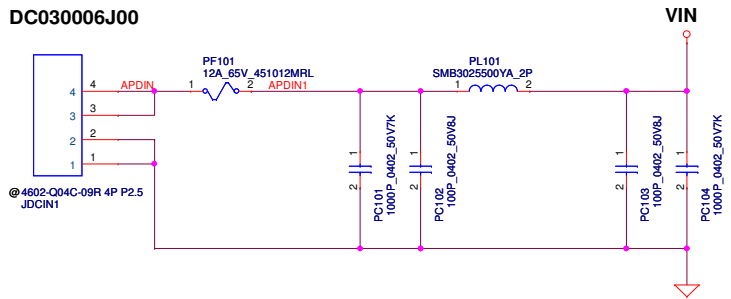 DC030006J00
VIN
PF101
12A_65V_451012MRL
PL101
SMB3025500YA_2P
4
4
APDIN
1
2
APDIN1
1
2
3
3
2
2
1
1
1
2
PC101
1000P_0402_50V7K
1
2
PC102
100P_0402_50V8J
1
2
PC103
100P_0402_50V8J
1
2
PC104
1000P_0402_50V7K
@4602-Q04C-09R 4P P2.5
JDCIN1